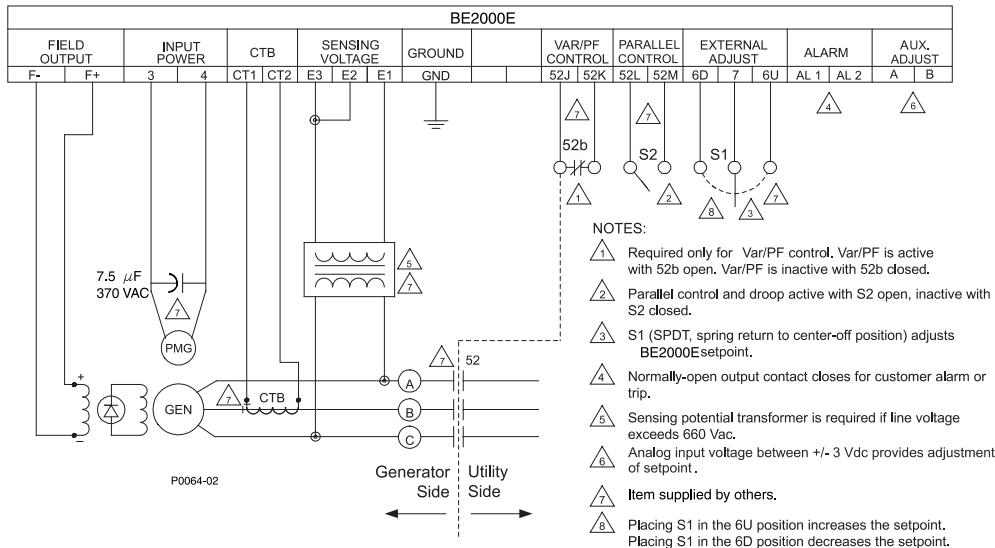 BE2000E
FIELD OUTPUT
INPUT POWER
CTB
SENSING VOLTAGE
GROUND
VAR/PF CONTROL
PARALLEL CONTROL
EXTERNAL ADJUST
ALARM
AUX. ADJUST
F- F+ 3 4 CT1 CT2 E3 E2 E1 GND 52J 52K 52L 52M 6D 7 6U AL 1 AL 2 A B
7 7 4 6
52b S2 S1
1 2 8 3 7
5
7
7.5 μF
370 VAC
7
PMG
+
−
GEN
7 CTB
7 52
A
B
C
Generator Side
Utility Side
P0064-02
NOTES:
1 Required only for Var/PF control. Var/PF is active
with 52b open. Var/PF is inactive with 52b closed.
2 Parallel control and droop active with S2 open, inactive with
S2 closed.
3 S1 (SPDT, spring return to center-off position) adjusts
BE2000E setpoint.
4 Normally-open output contact closes for customer alarm or
trip.
5 Sensing potential transformer is required if line voltage
exceeds 660 Vac.
6 Analog input voltage between +/- 3 Vdc provides adjustment
of setpoint.
7 Item supplied by others.
8 Placing S1 in the 6U position increases the setpoint.
Placing S1 in the 6D position decreases the setpoint.